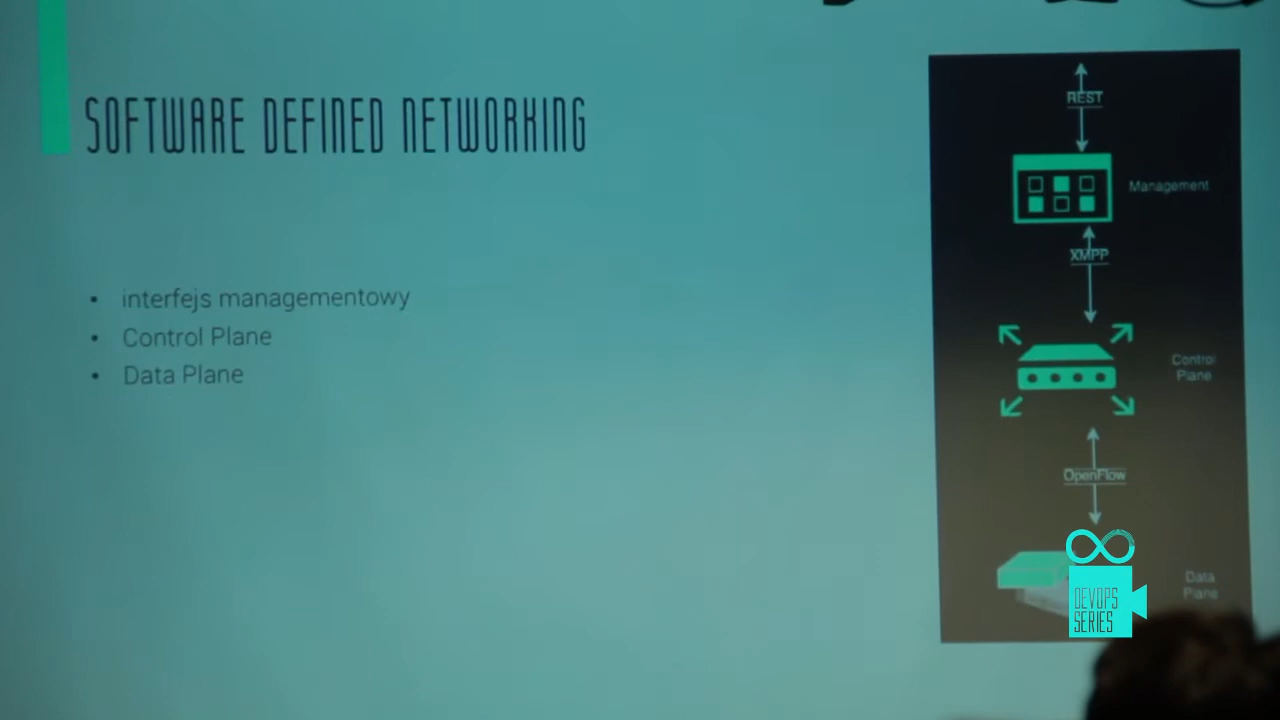 SOFTWARE DEFINED NETWORKING
• interfejs managementowy
• Control Plane
• Data Plane
REST
Management
XMPP
Control
Plane
OpenFlow
Data
Plane
DEVOPS
SERIES